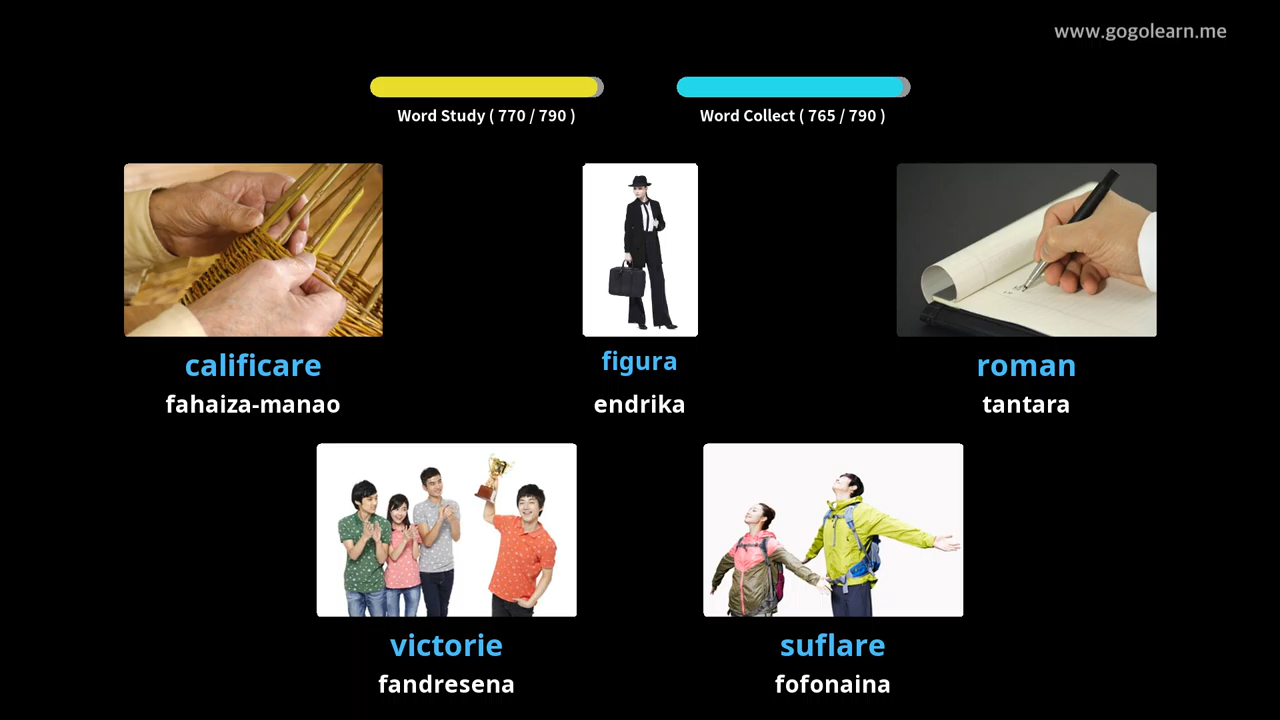 www.gogolearn.me
Word Study ( 770 / 790 )
Word Collect ( 765 / 790 )
calificare
figura
roman
fahaiza-manao
endrika
tantara
victorie
suflare
fandresena
fofonaina